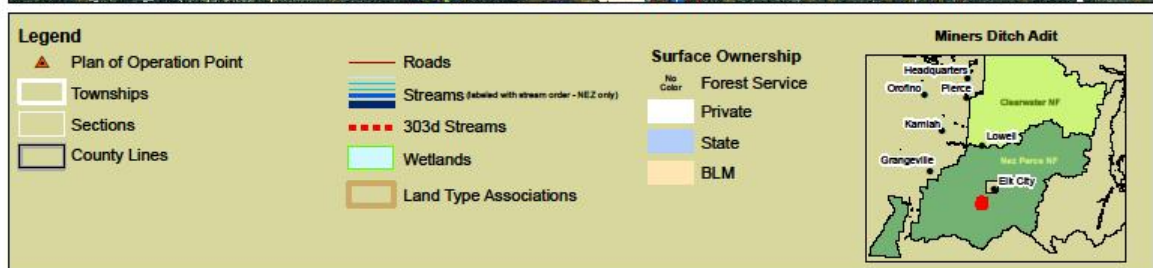 Legend
Plan of Operation Point
Townships
Sections
County Lines
Roads
Streams (labeled with stream order - NEZ only)
303d Streams
Wetlands
Land Type Associations
Surface Ownership
No Color Forest Service
Private
State
BLM
Miners Ditch Adit
Headquarters
Orofino Pierce
Clearwater NF
Kamiah
Lowell
Grangeville
Nez Perce NF
Elk City